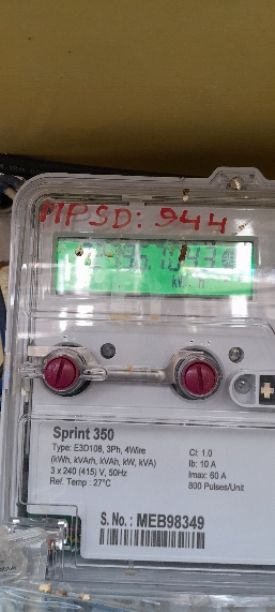 MPSD: 944
Sprint 350
Type: E3D108, 3Ph, 4Wire
(kWh, kVArh, kVAh, kW, kVA)
3 x 240 (415) V, 50Hz
Ref. Temp : 27°C
Cl: 1.0
Ib: 10 A
Imax: 60 A
800 Pulses/Unit
S. No. : MEB98349